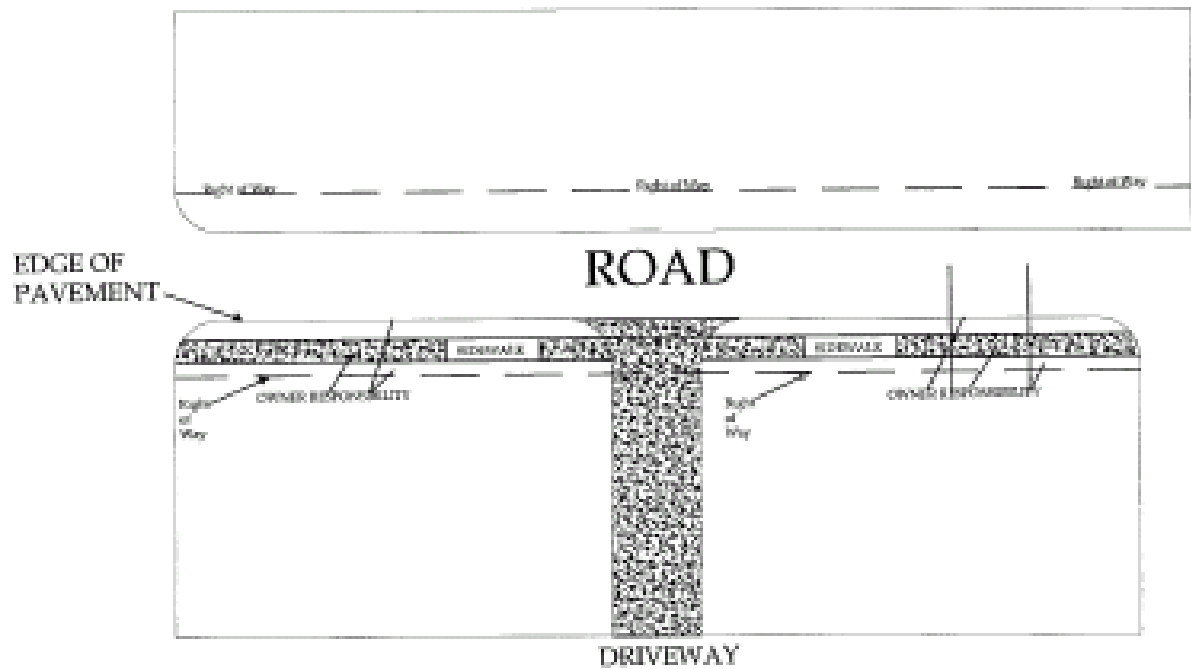 Right of Way
Right of Way
Right of Way
ROAD
EDGE OF
PAVEMENT
SIDEWALK
SIDEWALK
OWNER RESPONSIBILITY
OWNER RESPONSIBILITY
Right
of
Way
Right
of
Way
DRIVEWAY